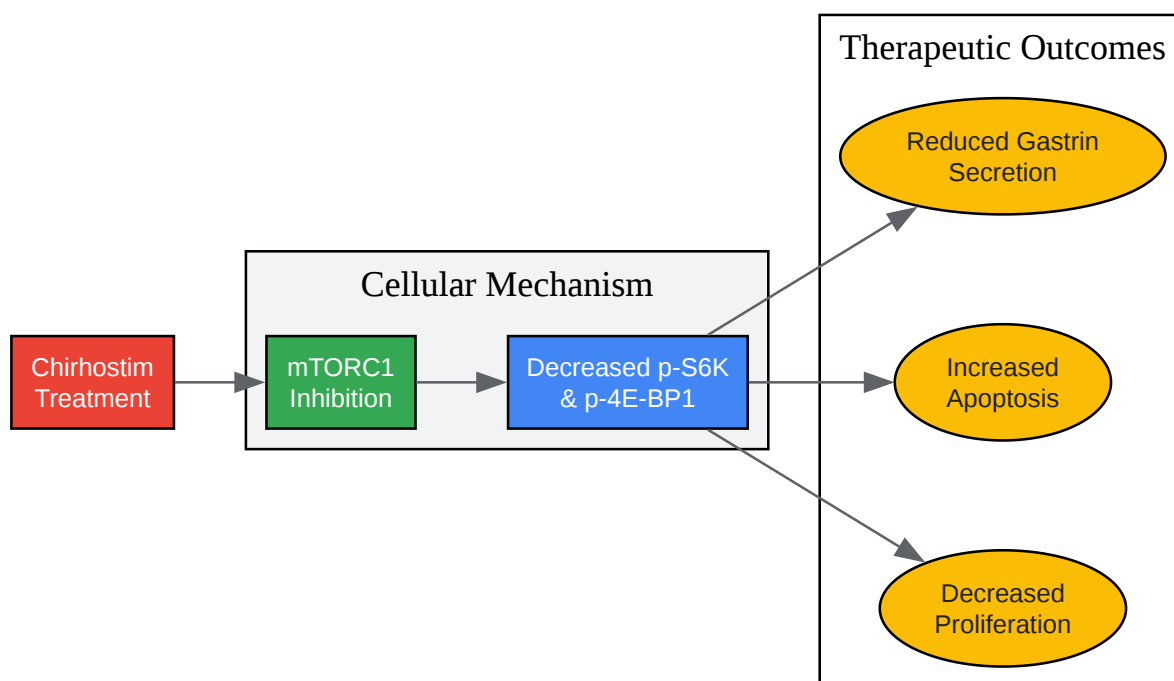 Therapeutic Outcomes
Reduced Gastrin
Secretion
Cellular Mechanism
Chirhostim
Treatment
mTORC1
Inhibition
Decreased p-S6K
& p-4E-BP1
Increased
Apoptosis
Decreased
Proliferation